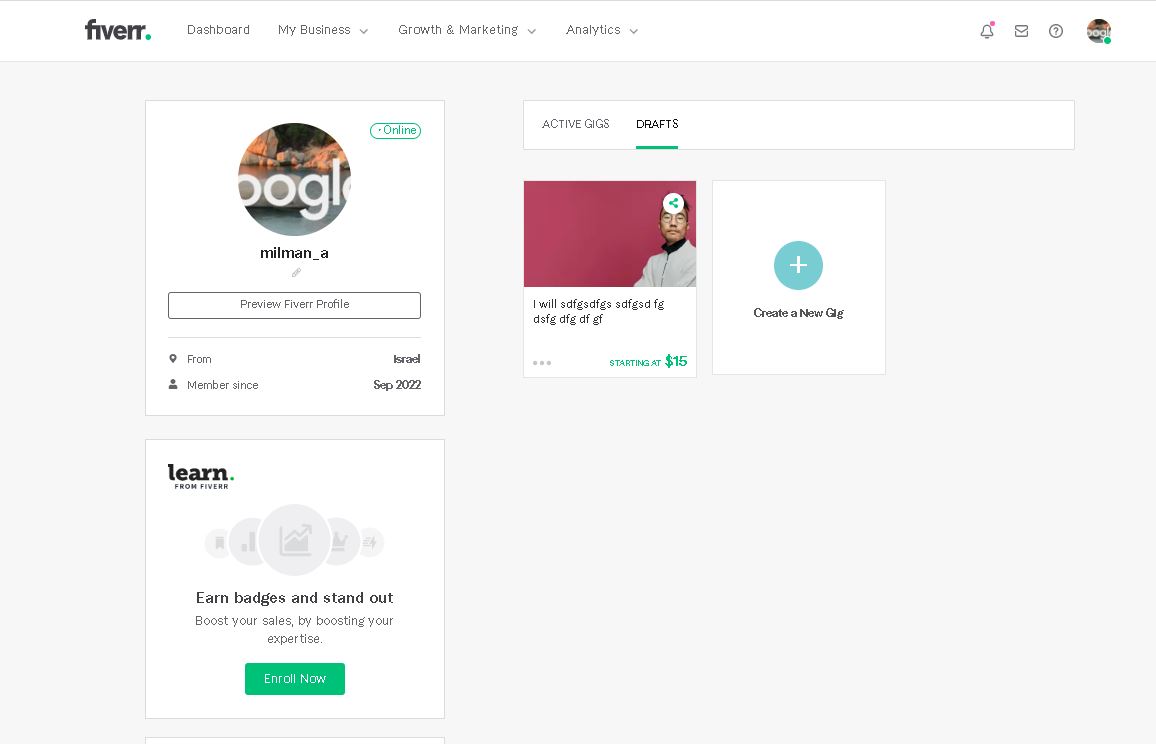 fiverr.
Dashboard
My Business
Growth & Marketing
Analytics
• Online
oogl
milman_a
Preview Fiverr Profile
From
Israel
Member since
Sep 2022
learn.
FROM FIVERR
Earn badges and stand out
Boost your sales, by boosting your
expertise.
Enroll Now
ACTIVE GIGS
DRAFTS
I will sdfgsdfgs sdfgsd fg
dsfg dfg df gf
STARTING AT $15
Create a New Gig